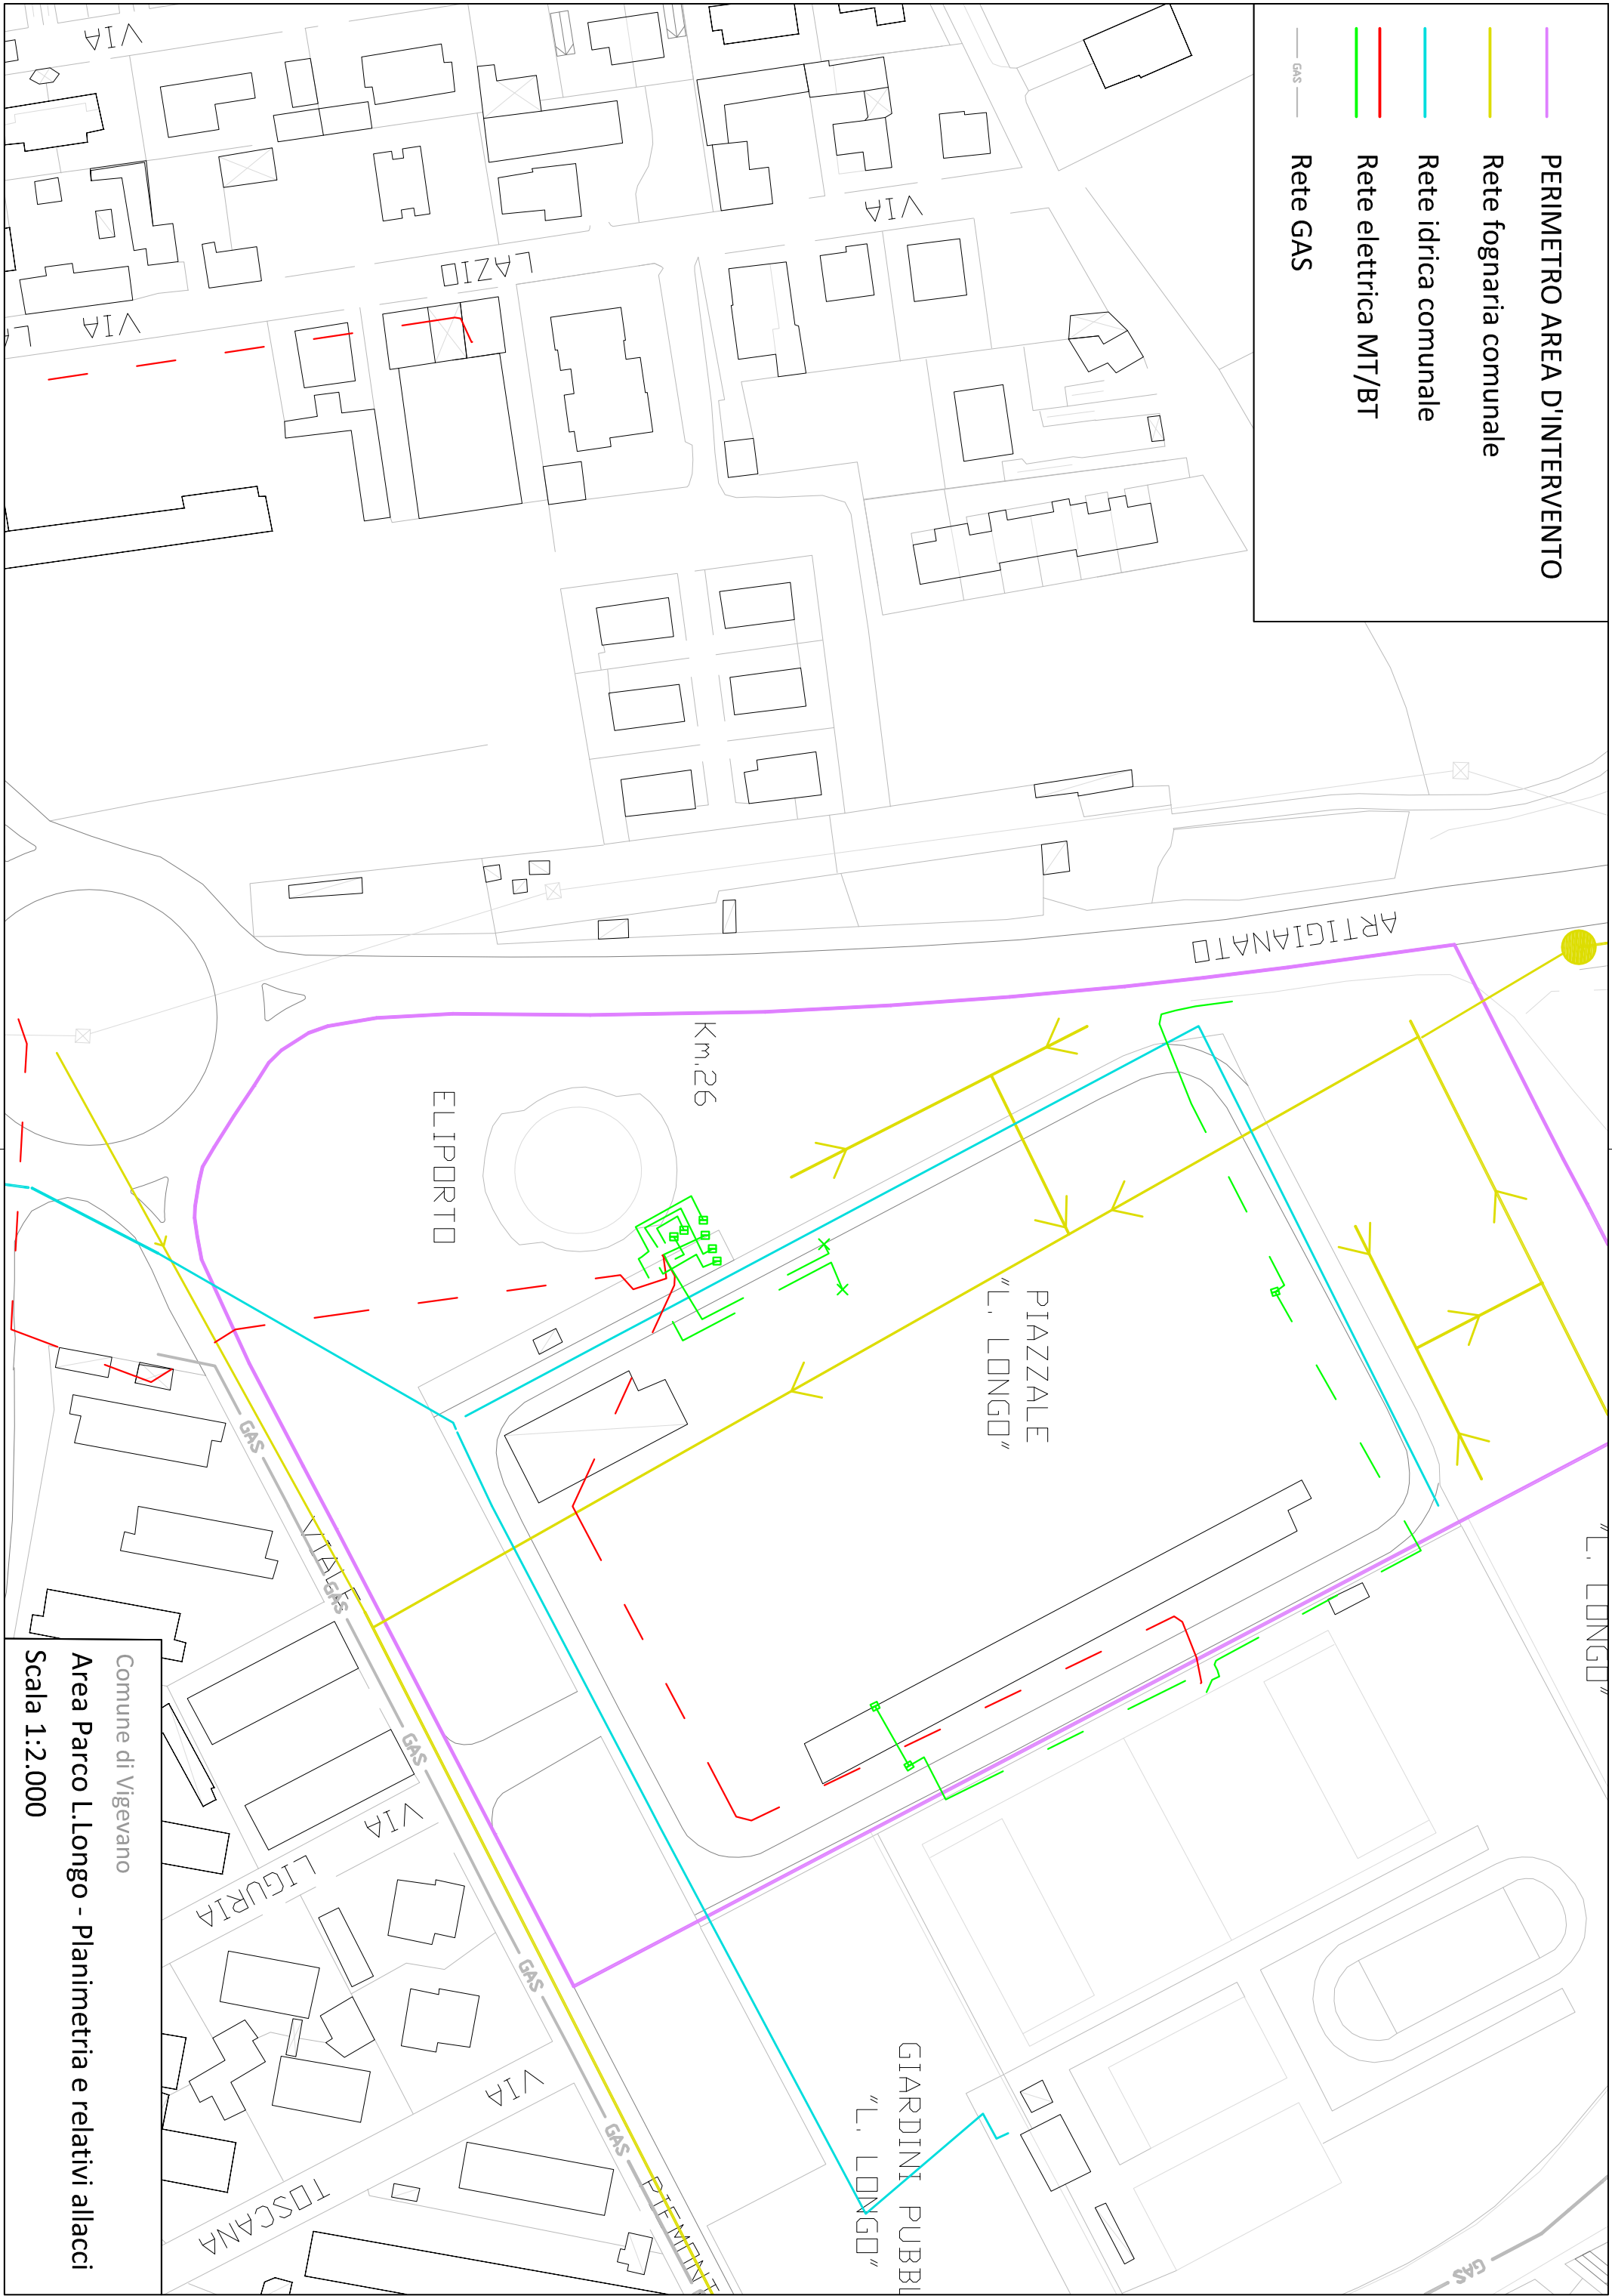 PERIMETRO AREA D'INTERVENTO
Rete fognaria comunale
Rete idrica comunale
Rete elettrica MT/BT
GAS
Rete GAS
VIA
VIA
LAZIO
VIA
ARTIGIANATO
Km.26
ELIPORTO
PIAZZALE
"L. LONGO"
"L. LONGO"
GAS
VIALE
GAS
GAS
GAS
GAS
GAS
VIA
LIGURIA
VIA
TOSCANA
GIARDINI PUBBL
"L. LONGO"
Comune di Vigevano
Area Parco L.Longo - Planimetria e relativi allacci
Scala 1:2.000